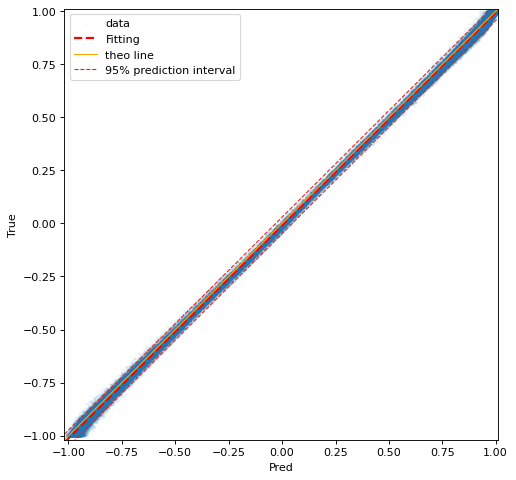 data
Fitting
theo line
95% prediction interval
1.00
0.75
0.50
0.25
0.00
−0.25
−0.50
−0.75
−1.00
True
−1.00 −0.75 −0.50 −0.25 0.00 0.25 0.50 0.75 1.00
Pred